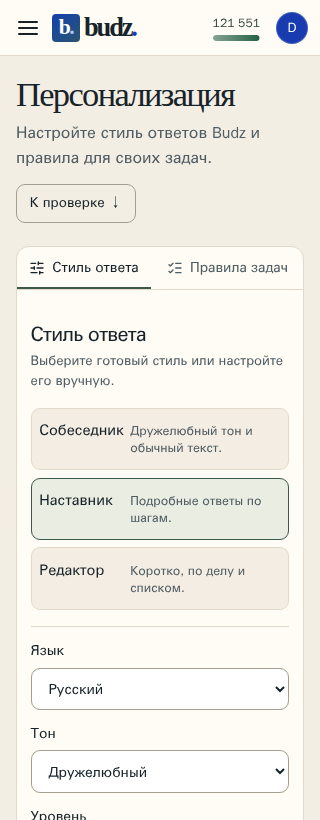 b. budz.
121 551
D
Персонализация
Настройте стиль ответов Budz и
правила для своих задач.
К проверке ↓
Стиль ответа
Правила задач
Стиль ответа
Выберите готовый стиль или настройте
его вручную.
Собеседник
Дружелюбный тон и
обычный текст.
Наставник
Подробные ответы по
шагам.
Редактор
Коротко, по делу и
списком.
Язык
Русский
Тон
Дружелюбный
Уровень